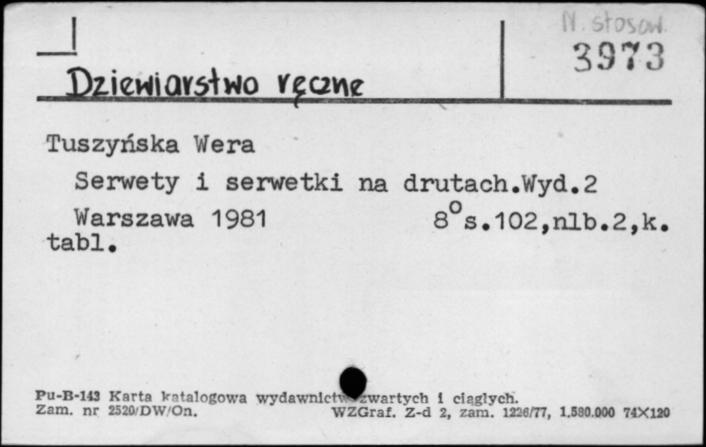 N. stosow.
3973
Dziewiarstwo ręczne
Tuszyńska Wera
Serwety i serwetki na drutach.Wyd.2
Warszawa 1981 8°s.102,nlb.2,k.
tabl.
Pu-B-143 Karta katalogowa wydawnictw zwartych i ciągłych.
Zam. nr 2520/DW/On. WZGraf. Z-d 2, zam. 1226/77, 1,580.000 74×120